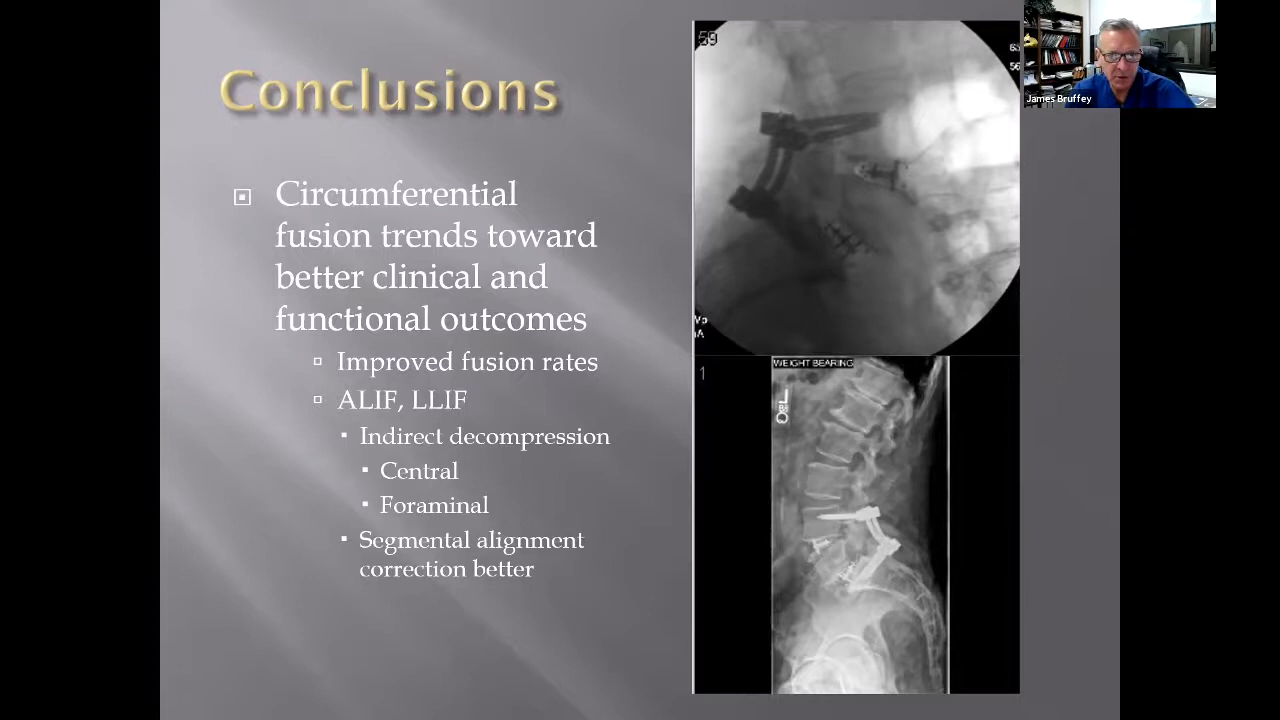 Conclusions
Circumferential
fusion trends toward
better clinical and
functional outcomes
Improved fusion rates
ALIF, LLIF
Indirect decompression
Central
Foraminal
Segmental alignment
correction better
59
56
WEIGHT BEARING
1
James Bruffey